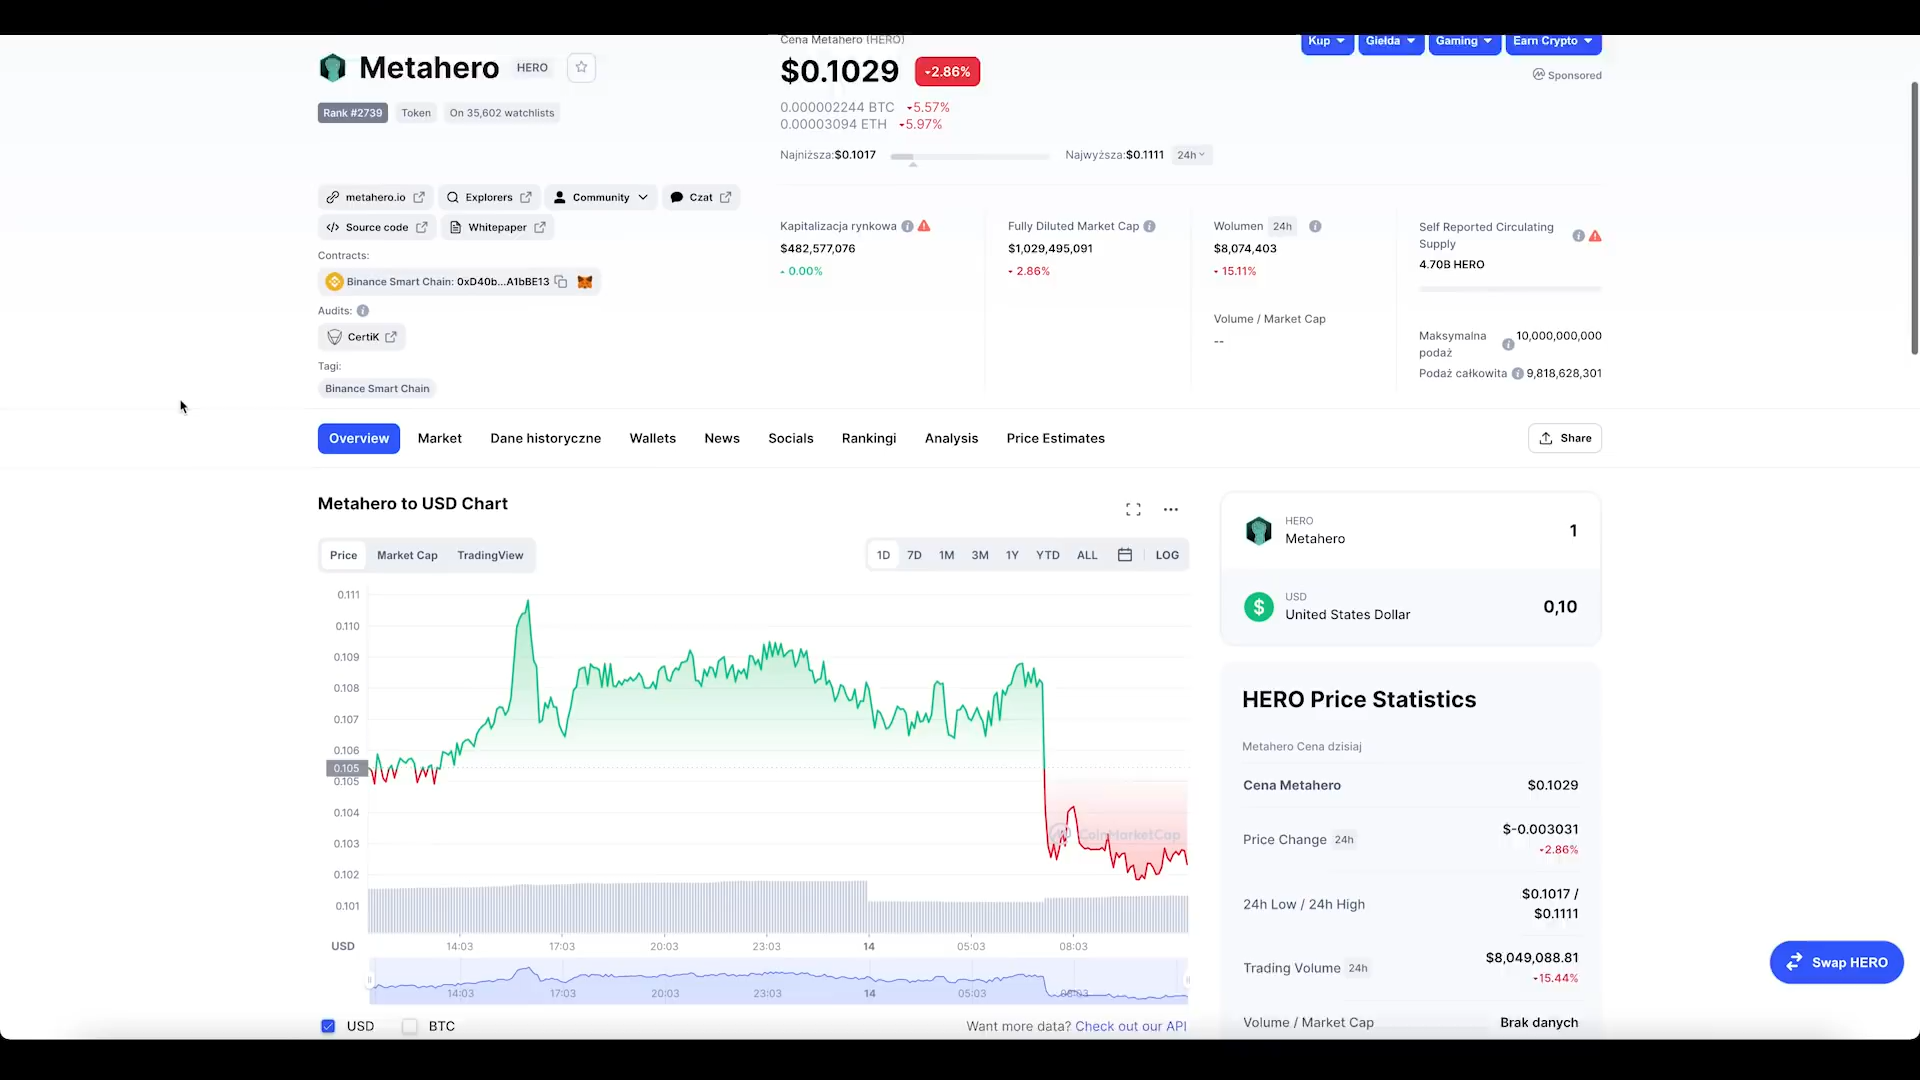 Metahero HERO
Rank #2739 Token On 35,602 watchlists
metahero.io Explorers Community Czat
Source code Whitepaper
Contracts:
Binance Smart Chain: 0xD40b...A1bBE13
Audits:
CertiK
Tagi:
Binance Smart Chain
Cena Metahero (HERO)
$0.1029 -2.86%
0.000002244 BTC -5.57%
0.00003094 ETH -5.97%
Najniższa:$0.1017 Najwyższa:$0.1111 24h
Kup Giełda Gaming Earn Crypto
Sponsored
Kapitalizacja rynkowa
$482,577,076
0.00%
Fully Diluted Market Cap
$1,029,495,091
2.86%
Wolumen 24h
$8,074,403
15.11%
Volume / Market Cap
--
Self Reported Circulating
Supply
4.70B HERO
Maksymalna
podaż
10,000,000,000
Podaż całkowita 9,818,628,301
Overview Market Dane historyczne Wallets News Socials Rankingi Analysis Price Estimates Share
Metahero to USD Chart
Price Market Cap TradingView
1D 7D 1M 3M 1Y YTD ALL LOG
0.111
0.110
0.109
0.108
0.107
0.106
0.105
0.105
0.104
0.103
0.102
0.101
CoinMarketCap
USD 14:03 17:03 20:03 23:03 14 05:03 08:03
14:03 17:03 20:03 23:03 14 05:03 08:03
USD BTC
Want more data? Check out our API
HERO
Metahero 1
USD
United States Dollar 0,10
HERO Price Statistics
Metahero Cena dzisiaj
Cena Metahero $0.1029
Price Change 24h
$-0.003031
-2.86%
24h Low / 24h High
$0.1017 /
$0.1111
Trading Volume 24h
$8,049,088.81
-15.44%
Volume / Market Cap Brak danych
Swap HERO